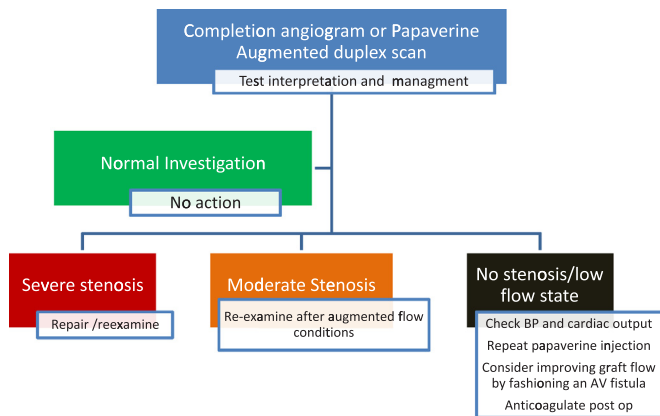 Completion angiogram or Papaverine
Augmented duplex scan
Test interpretation and managment
Normal Investigation
No action
Severe stenosis
Repair /reexamine
Moderate Stenosis
Re-examine after augmented flow
conditions
No stenosis/low
flow state
Check BP and cardiac output
Repeat papaverine injection
Consider improving graft flow
by fashioning an AV fistula
Anticoagulate post op